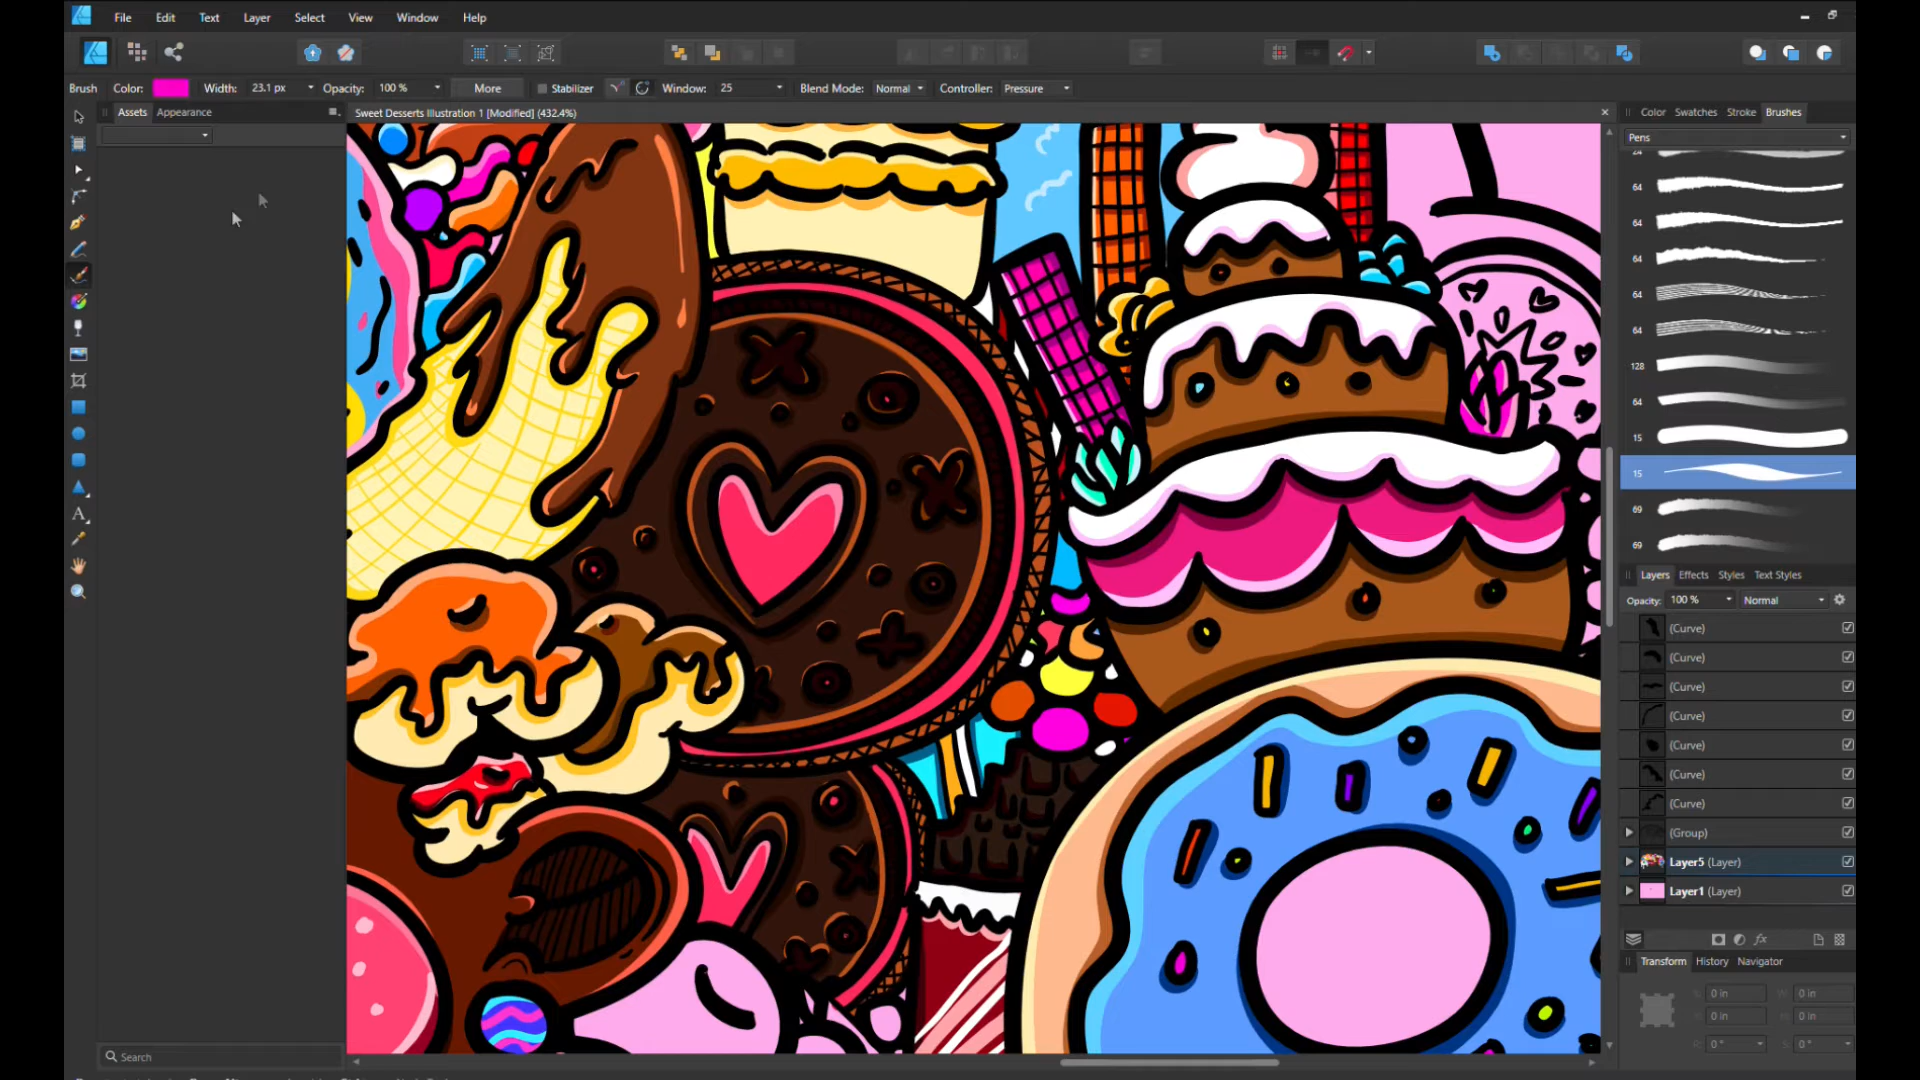 File Edit Text Layer Select View Window Help
Brush Color: Width: 23.1 px Opacity: 100 % More Stabilizer Window: 25 Blend Mode: Normal Controller: Pressure
Assets Appearance
Sweet Desserts Illustration 1 [Modified] (432.4%)
Color Swatches Stroke Brushes
Pens
24
64
64
64
64
64
128
64
15
15
69
69
Layers Effects Styles Text Styles
Opacity: 100 % Normal
(Curve)
(Curve)
(Curve)
(Curve)
(Curve)
(Curve)
(Curve)
(Group)
Layer5 (Layer)
Layer1 (Layer)
fx
Transform History Navigator
X: 0 in W: 0 in
Y: 0 in H: 0 in
R: 0 ° S: 0 °
Search